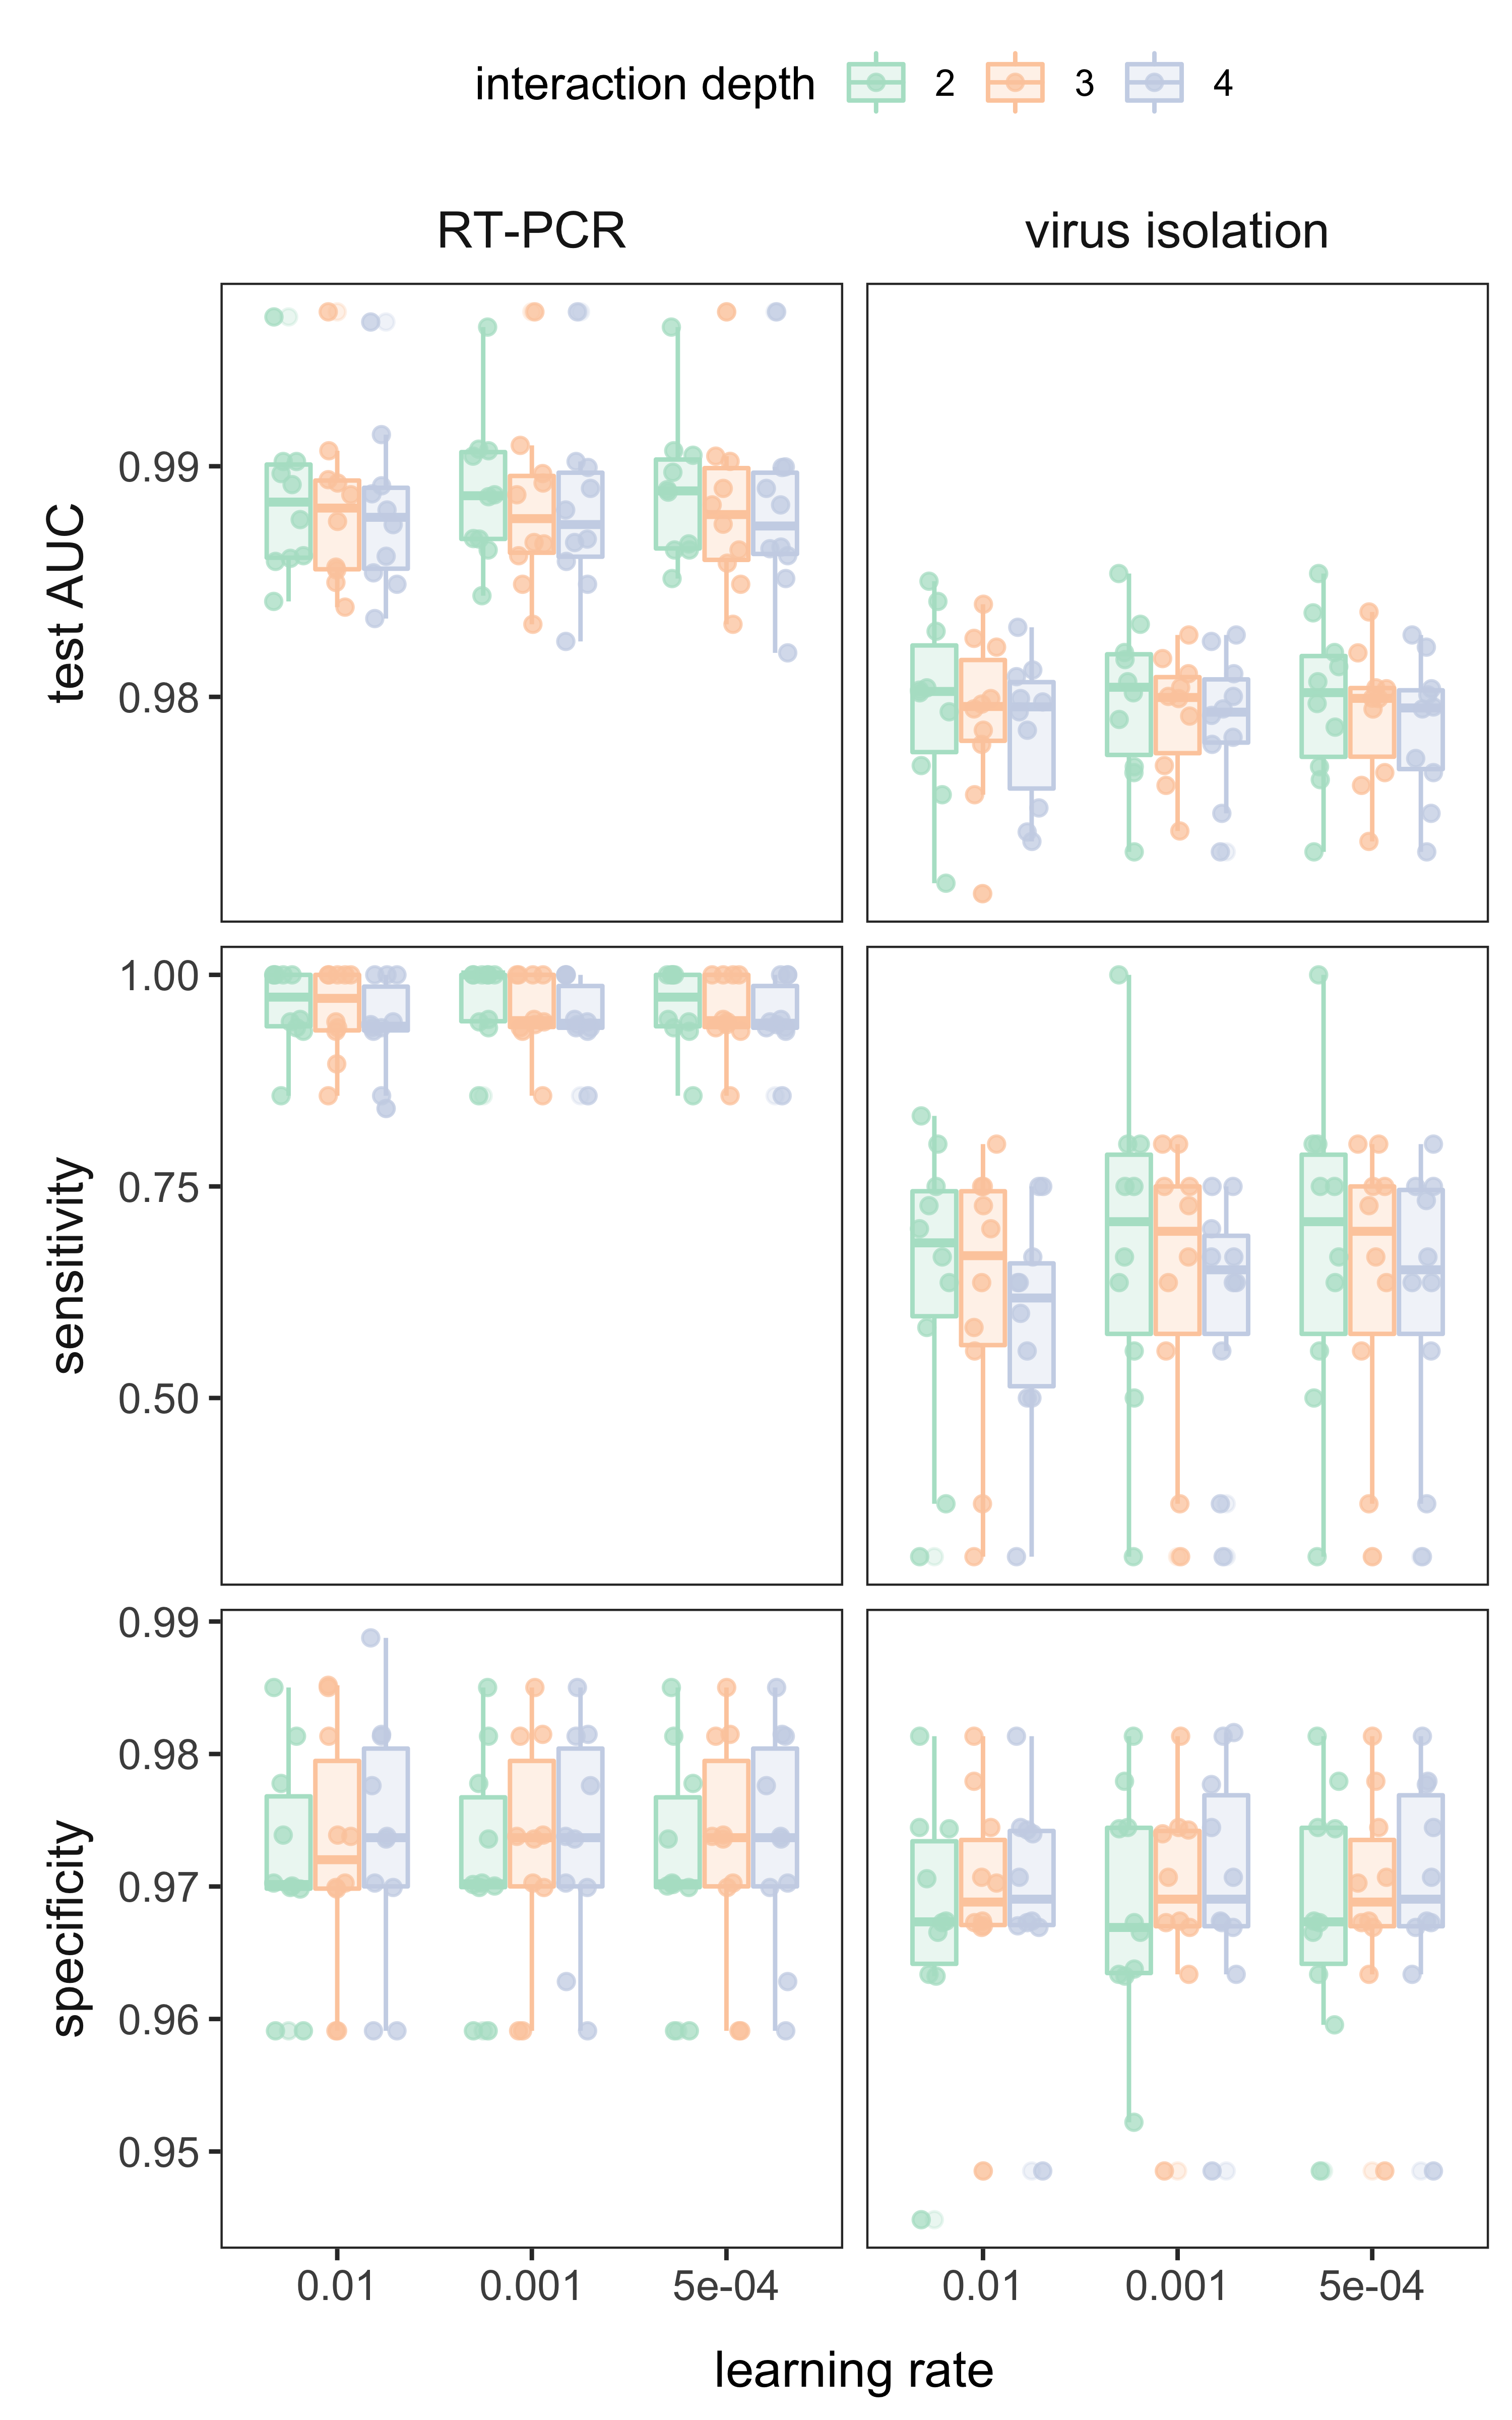 interaction depth 2 3 4
RT-PCR virus isolation
test AUC
0.99
0.98
sensitivity
1.00
0.75
0.50
specificity
0.99
0.98
0.97
0.96
0.95
0.01 0.001 5e-04 0.01 0.001 5e-04
learning rate